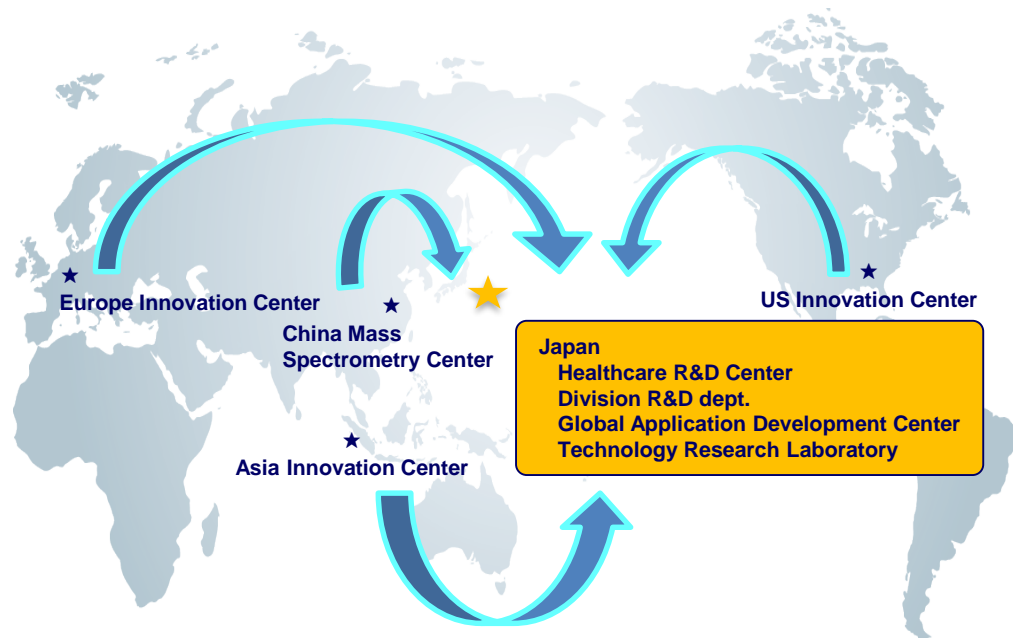 Europe Innovation Center
US Innovation Center
China Mass
Spectrometry Center
Japan
Healthcare R&D Center
Division R&D dept.
Global Application Development Center
Technology Research Laboratory
Asia Innovation Center